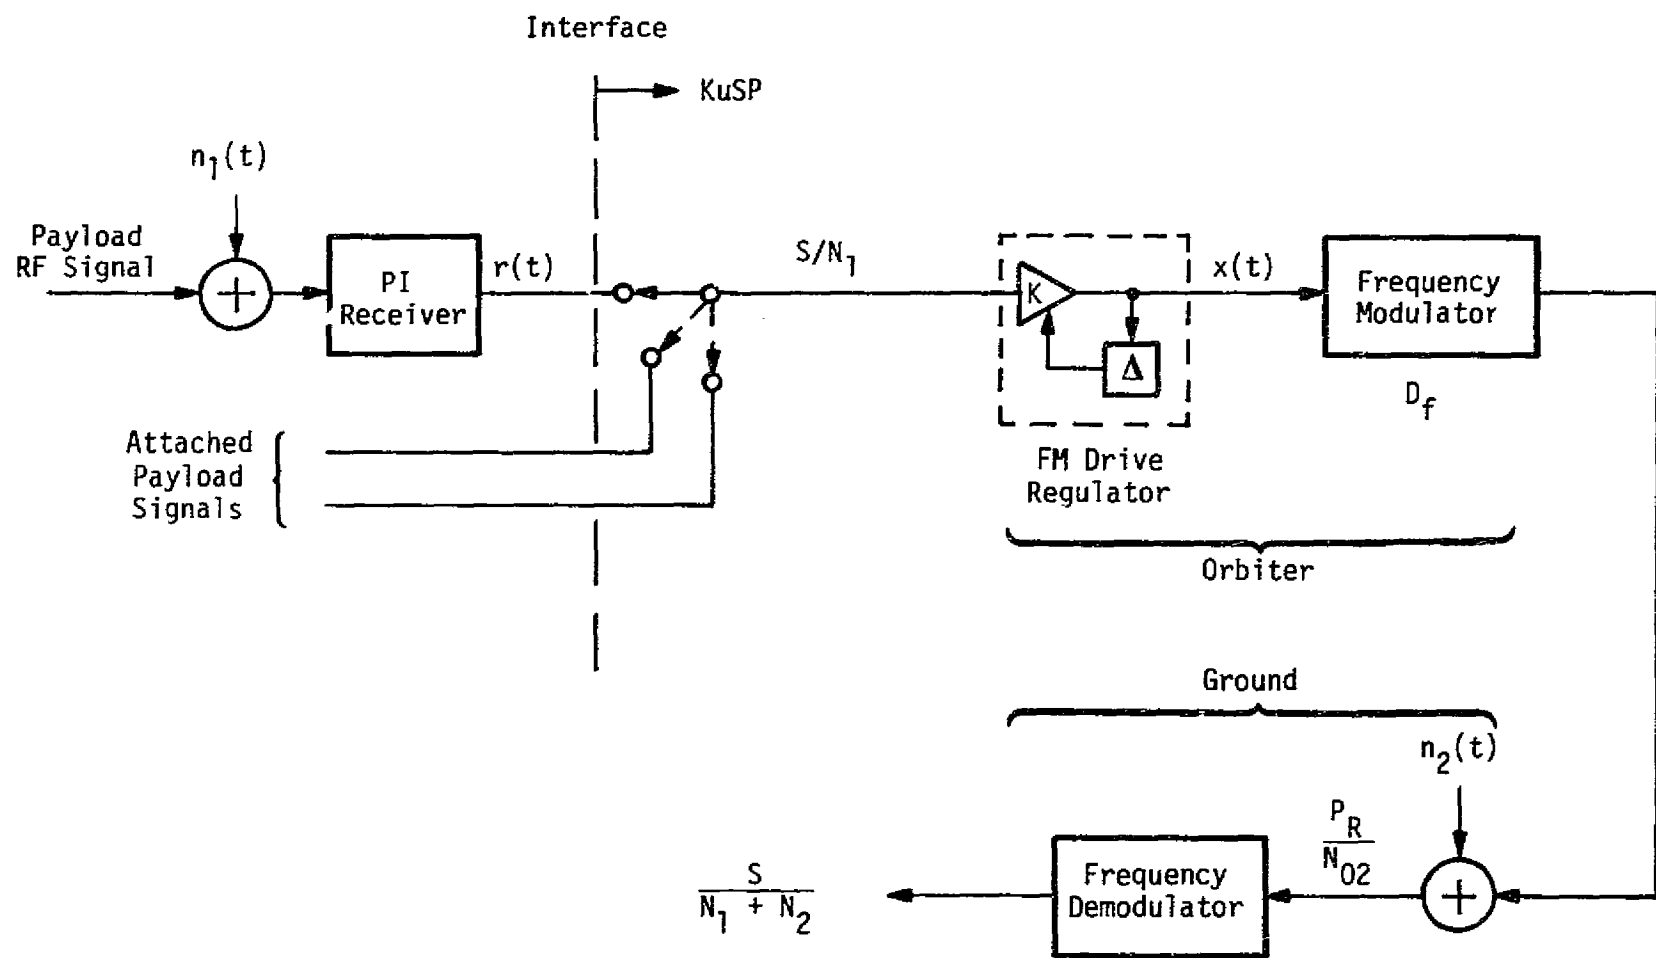 Interface
KuSP
n1(t)
Payload
RF Signal
+
PI
Receiver
r(t)
S/N1
K
Δ
x(t)
Frequency
Modulator
Df
FM Drive
Regulator
Attached
Payload
Signals
Orbiter
Ground
n2(t)
PR
N02
+
Frequency
Demodulator
S
N1 + N2